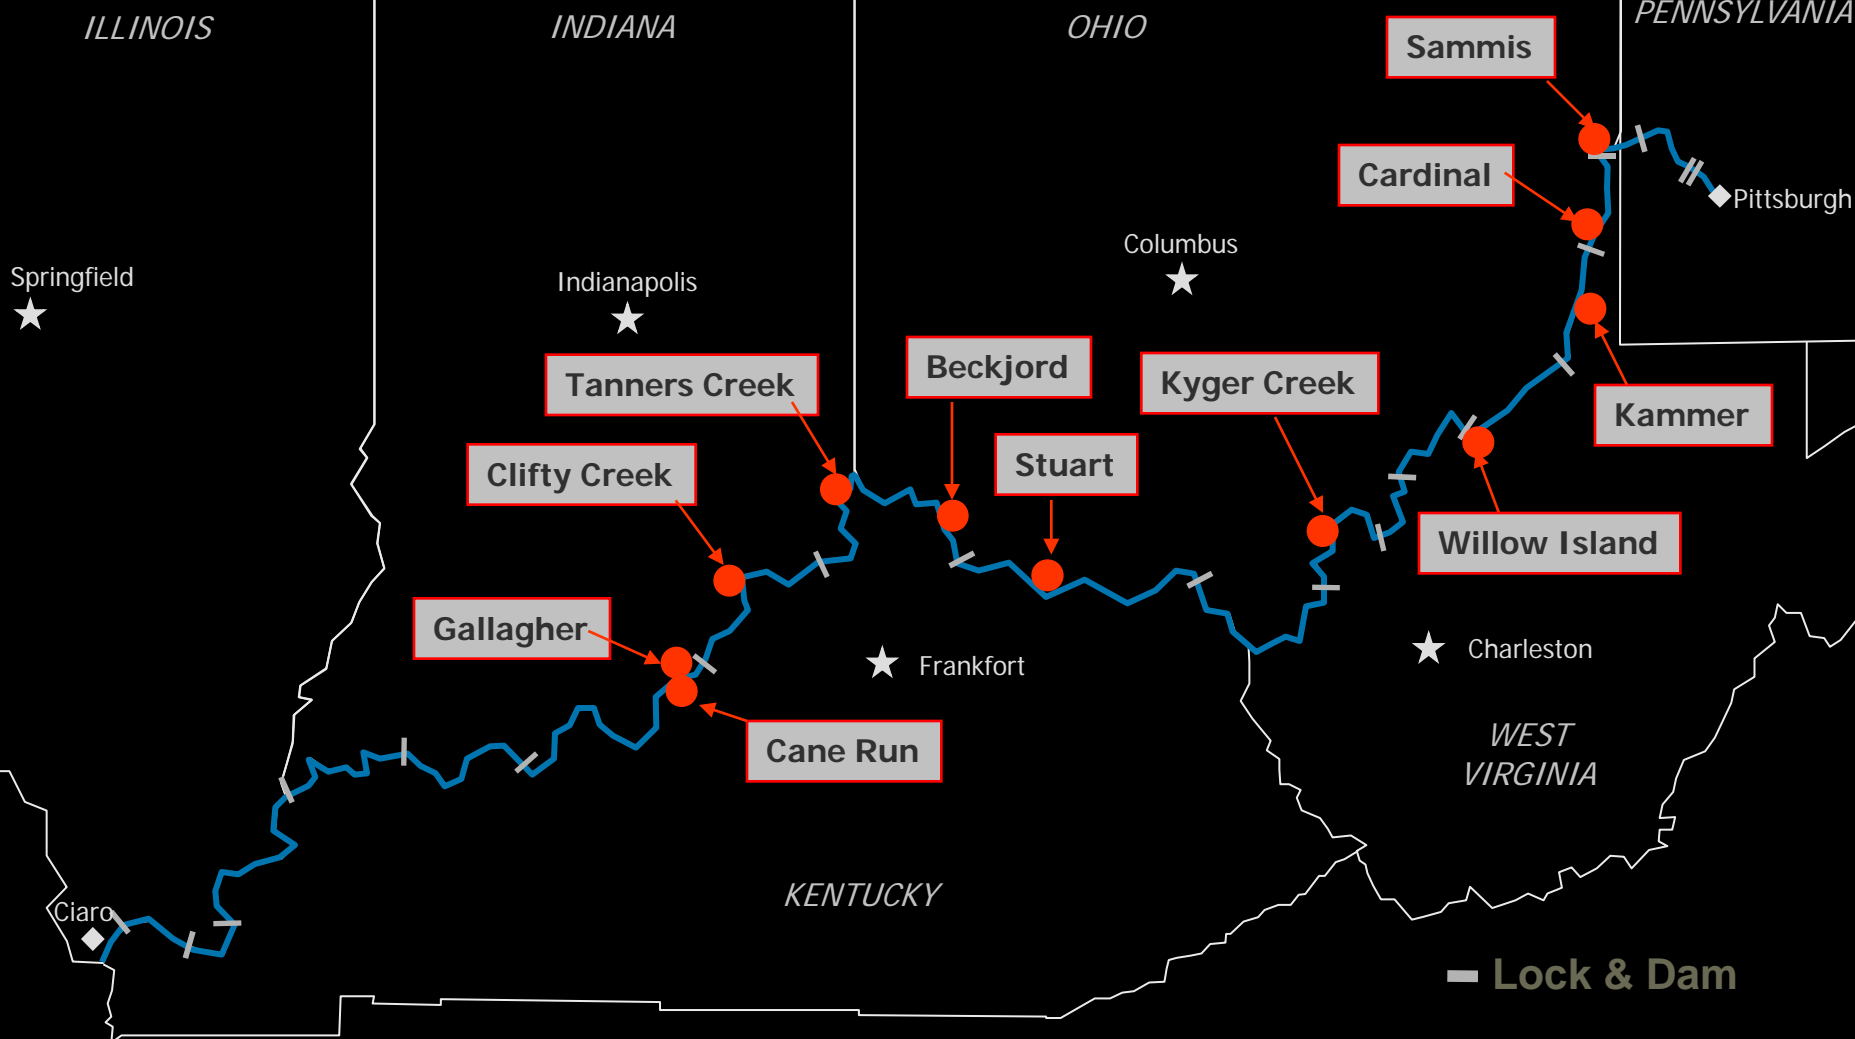 ILLINOIS
INDIANA
OHIO
PENNSYLVANIA
Sammis
Cardinal
Pittsburgh
Columbus
Springfield
Indianapolis
Beckjord
Tanners Creek
Kyger Creek
Kammer
Stuart
Clifty Creek
Willow Island
Gallagher
Frankfort
Charleston
Cane Run
WEST
VIRGINIA
KENTUCKY
Ciaro
Lock & Dam